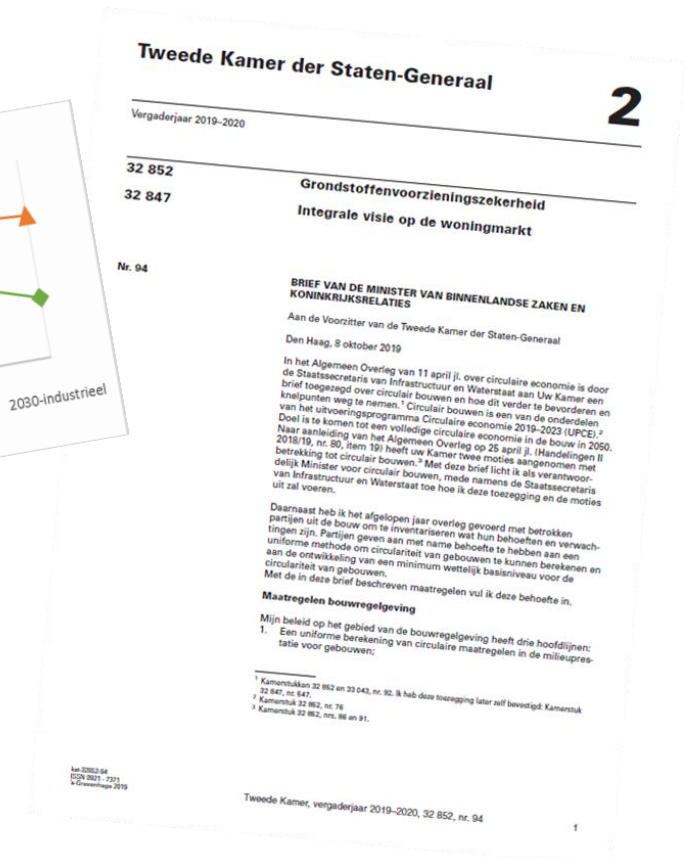 Tweede Kamer der Staten-Generaal
2
Vergaderjaar 2019–2020
32 852
Grondstoffenvoorzieningszekerheid
32 847
Integrale visie op de woningmarkt
Nr. 94
BRIEF VAN DE MINISTER VAN BINNENLANDSE ZAKEN EN
KONINKRIJKSRELATIES
Aan de Voorzitter van de Tweede Kamer der Staten-Generaal
Den Haag, 8 oktober 2019
In het Algemeen Overleg van 11 april jl. over circulaire economie is door
de Staatssecretaris van Infrastructuur en Waterstaat aan Uw Kamer een
brief toegezegd over circulair bouwen en hoe dit verder te bevorderen en
knelpunten weg te nemen.¹ Circulair bouwen is een van de onderdelen
van het uitvoeringsprogramma Circulaire economie 2019–2023 (UPCE).²
Doel is te komen tot een volledige circulaire economie in de bouw in 2050.
Naar aanleiding van het Algemeen Overleg op 25 april jl. (Handelingen II
2018/19, nr. 80, item 19) heeft uw Kamer twee moties aangenomen met
betrekking tot circulair bouwen.³ Met deze brief licht ik als verantwoor-
delijk Minister voor circulair bouwen, mede namens de Staatssecretaris
van Infrastructuur en Waterstaat toe hoe ik deze toezegging en de moties
uit zal voeren.
Daarnaast heb ik het afgelopen jaar overleg gevoerd met betrokken
partijen uit de bouw om te inventariseren wat hun behoeften en verwach-
tingen zijn. Partijen geven aan met name behoefte te hebben aan een
uniforme methode om circulariteit van gebouwen te kunnen berekenen en
aan de ontwikkeling van een minimum wettelijk basisniveau voor de
circulariteit van gebouwen.
Met de in deze brief beschreven maatregelen vul ik deze behoefte in.
Maatregelen bouwregelgeving
Mijn beleid op het gebied van de bouwregelgeving heeft drie hoofdlijnen:
1. Een uniforme berekening van circulaire maatregelen in de milieupres-
tatie voor gebouwen;
¹ Kamerstukken 32 852 en 33 043, nr. 92. Ik heb deze toezegging later zelf bevestigd: Kamerstuk
32 847, nr. 547.
² Kamerstuk 32 852, nr. 76
³ Kamerstuk 32 852, nrs. 86 en 91.
kst-32852-94
ISSN 0921 - 7371
's-Gravenhage 2019
Tweede Kamer, vergaderjaar 2019–2020, 32 852, nr. 94
1
2030-industrieel